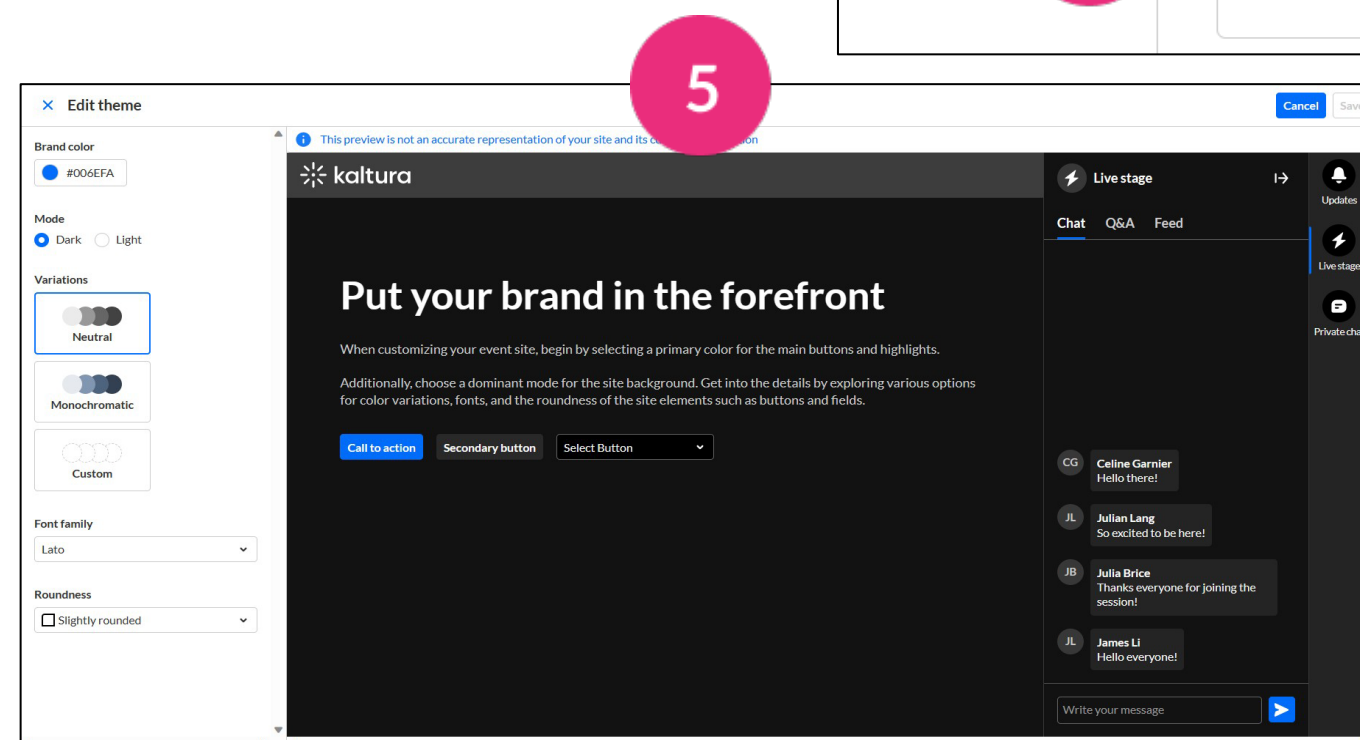 5
Edit theme
Cancel
Brand color
#006EFA
Mode
Dark
Light
Variations
Neutral
Monochromatic
Custom
Font family
Lato
Roundness
Slightly rounded
This preview is not an accurate representation of your site and its
kaltura
Put your brand in the forefront
When customizing your event site, begin by selecting a primary color for the main buttons and highlights.
Additionally, choose a dominant mode for the site background. Get into the details by exploring various options
for color variations, fonts, and the roundness of the site elements such as buttons and fields.
Call to action
Secondary button
Select Button
Live stage
Chat Q&A Feed
CG
Celine Garnier
Hello there!
JL
Julian Lang
So excited to be here!
JB
Julia Brice
Thanks everyone for joining the
session!
JL
James Li
Hello everyone!
Write your message
Updates
Live stage
Private